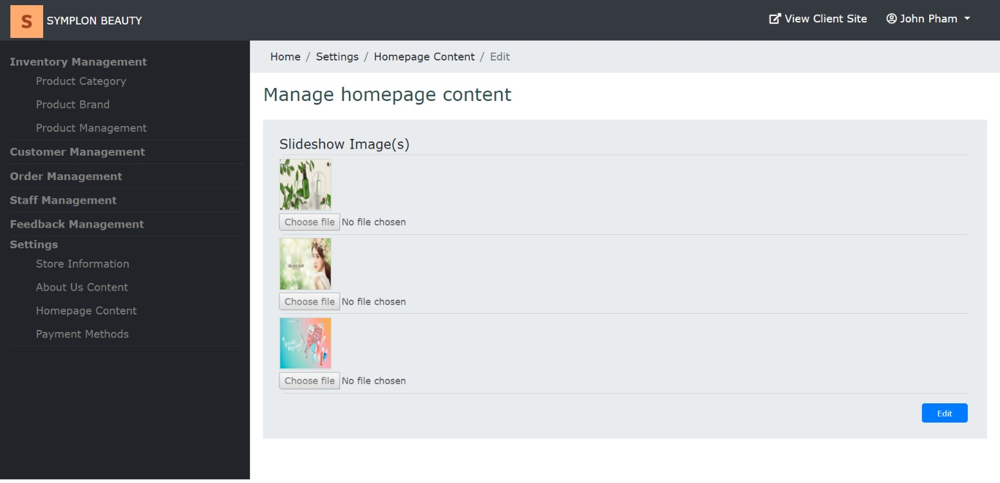 S SYMPLON BEAUTY
View Client Site
John Pham
Inventory Management
Product Category
Product Brand
Product Management
Customer Management
Order Management
Staff Management
Feedback Management
Settings
Store Information
About Us Content
Homepage Content
Payment Methods
Home / Settings / Homepage Content / Edit
Manage homepage content
Slideshow Image(s)
Choose file No file chosen
THEFACESHOP
Choose file No file chosen
Choose file No file chosen
Edit